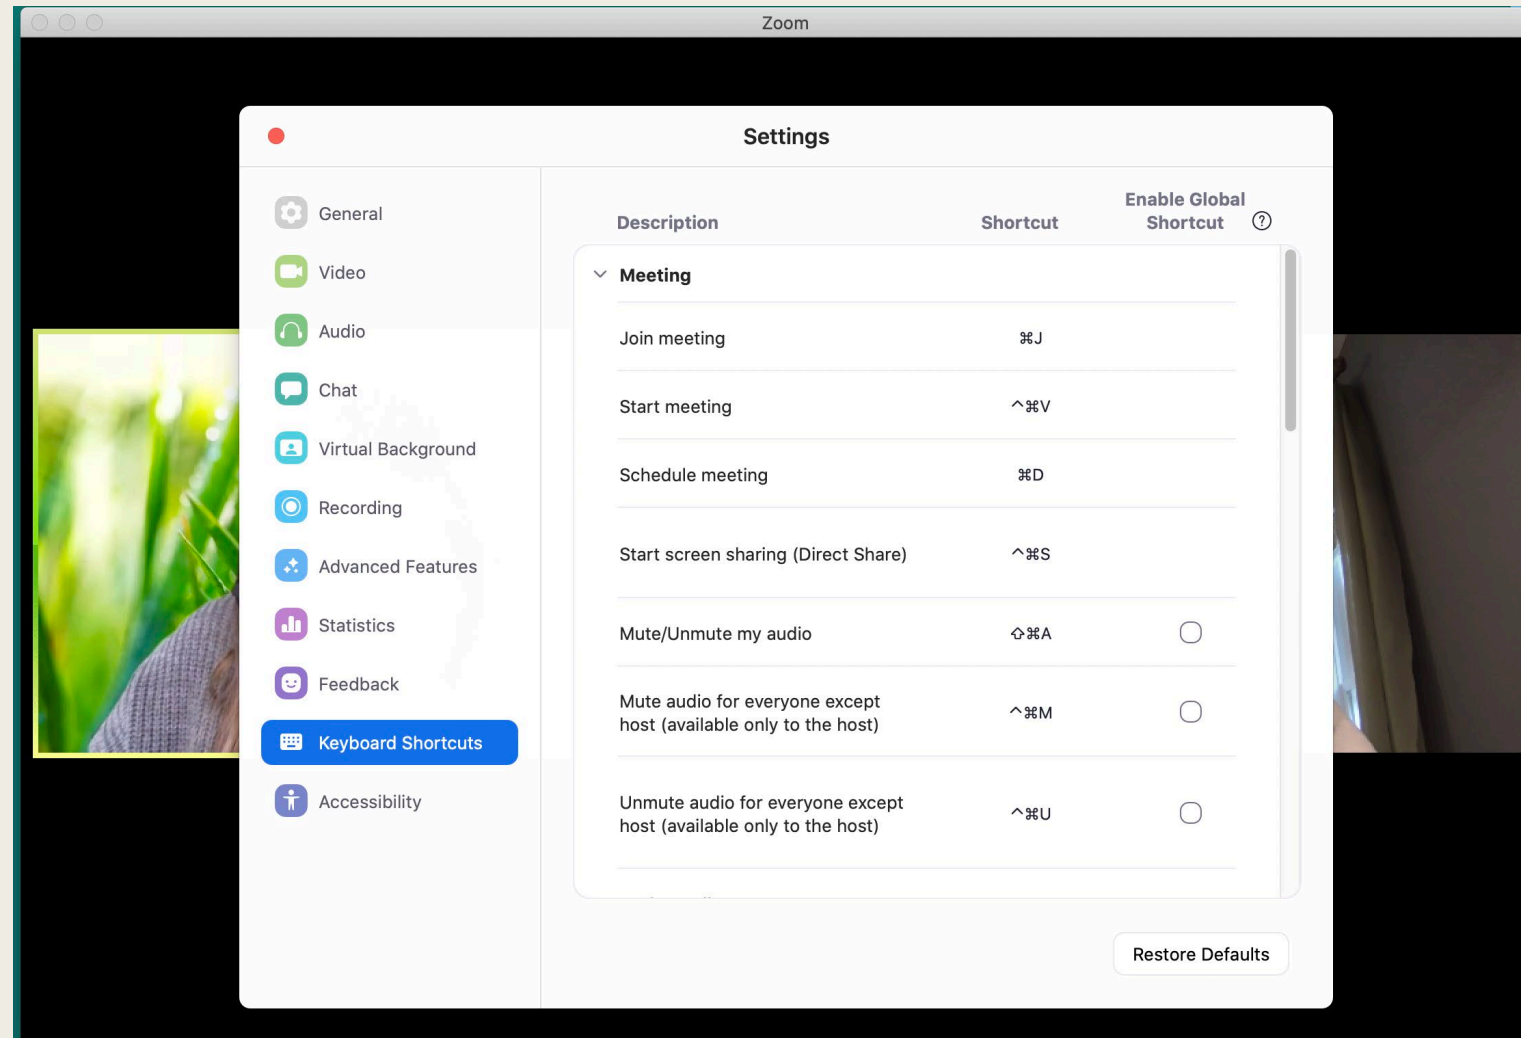 Zoom
Settings
General
Video
Audio
Chat
Virtual Background
Recording
Advanced Features
Statistics
Feedback
Keyboard Shortcuts
Accessibility
Description
Shortcut
Enable Global
Shortcut ?
Meeting
Join meeting ⌘J
Start meeting ^⌘V
Schedule meeting ⌘D
Start screen sharing (Direct Share) ^⌘S
Mute/Unmute my audio ⇧⌘A
Mute audio for everyone except
host (available only to the host) ^⌘M
Unmute audio for everyone except
host (available only to the host) ^⌘U
Restore Defaults